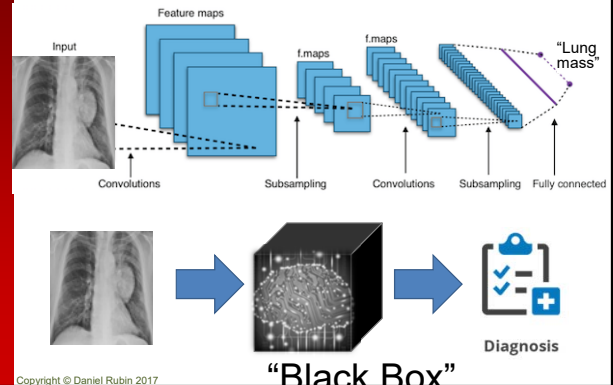 Feature maps
Input
f.maps
f.maps
“Lung
mass”
Convolutions
Subsampling
Convolutions
Subsampling
Fully connected
Diagnosis
Copyright © Daniel Rubin 2017
“Black Box”